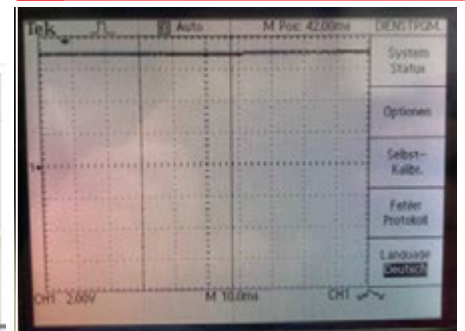 Tek Auto M Pos: 42.00ms DIENSTPGM.
System
Status
Optionen
Selbst-
Kalibr.
Fehler
Protokoll
Language
Deutsch
1
CH1 2.00V M 10.0ms CH1